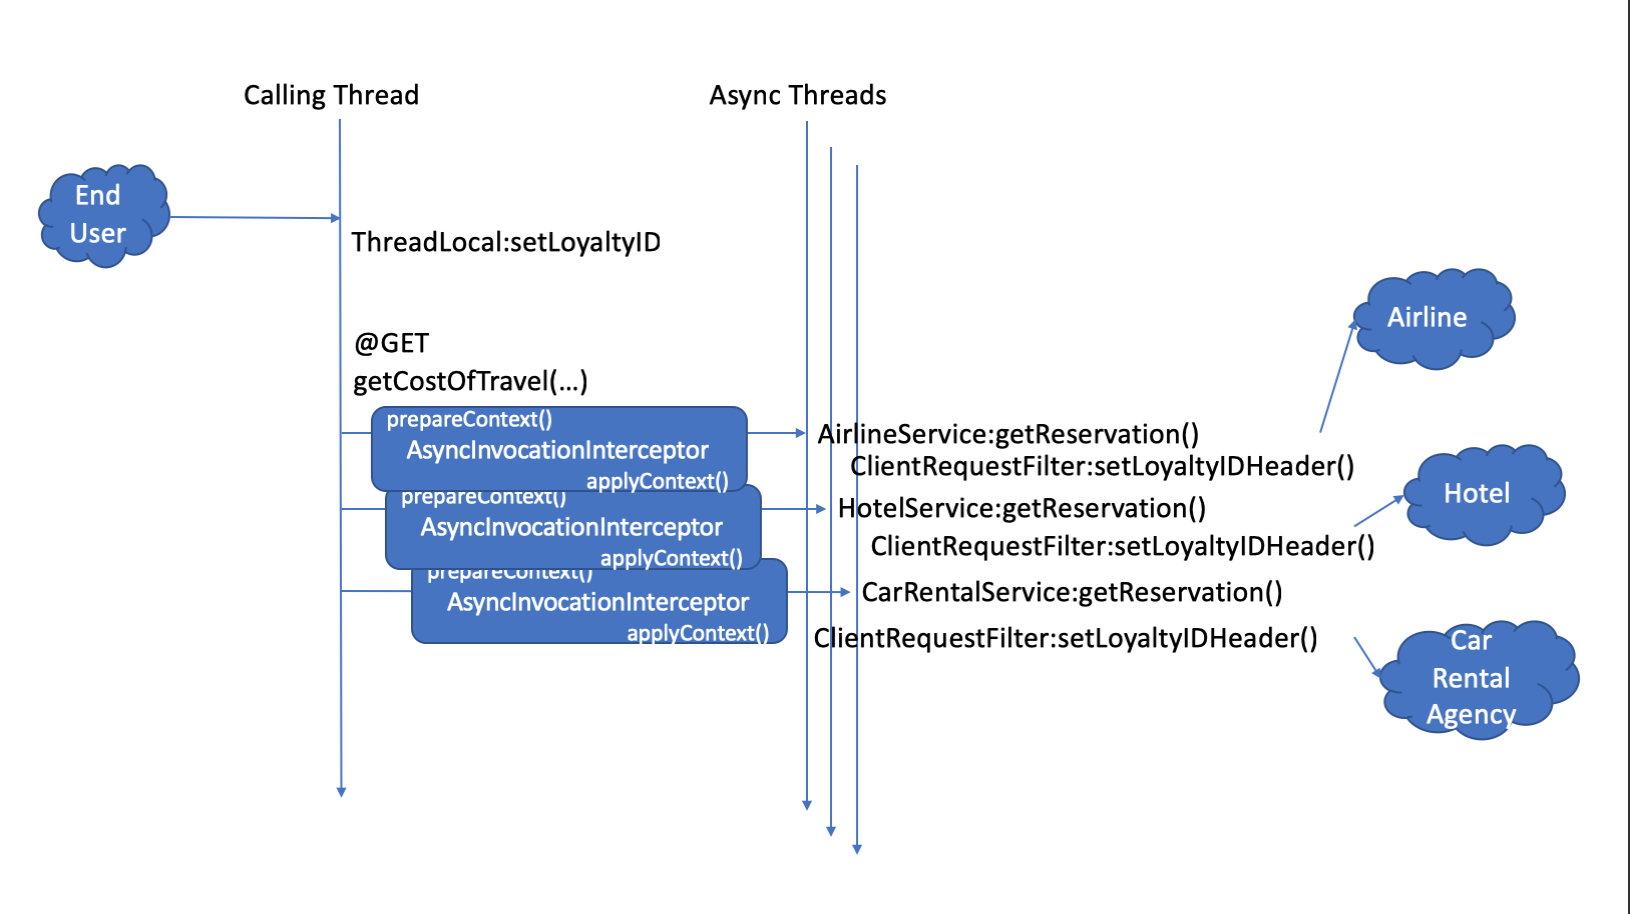 Calling Thread
Async Threads
End
User
ThreadLocal:setLoyaltyID
Airline
@GET
getCostOfTravel(...)
prepareContext()
AsyncInvocationInterceptor
applyContext()
AirlineService:getReservation()
ClientRequestFilter:setLoyaltyIDHeader()
prepareContext()
AsyncInvocationInterceptor
applyContext()
HotelService:getReservation()
ClientRequestFilter:setLoyaltyIDHeader()
Hotel
prepareContext()
AsyncInvocationInterceptor
applyContext()
CarRentalService:getReservation()
ClientRequestFilter:setLoyaltyIDHeader()
Car
Rental
Agency